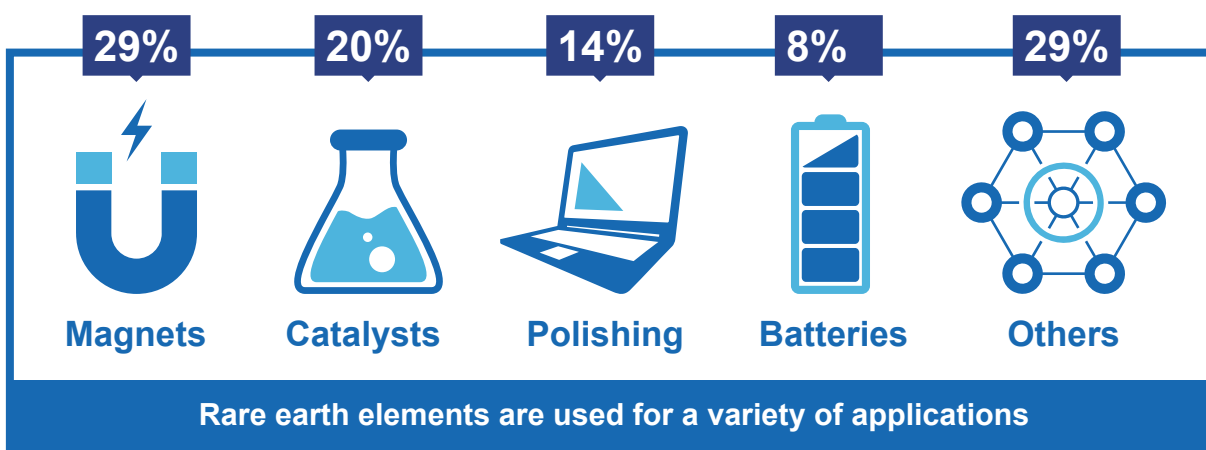 29% 20% 14% 8% 29%
Magnets Catalysts Polishing Batteries Others
Rare earth elements are used for a variety of applications